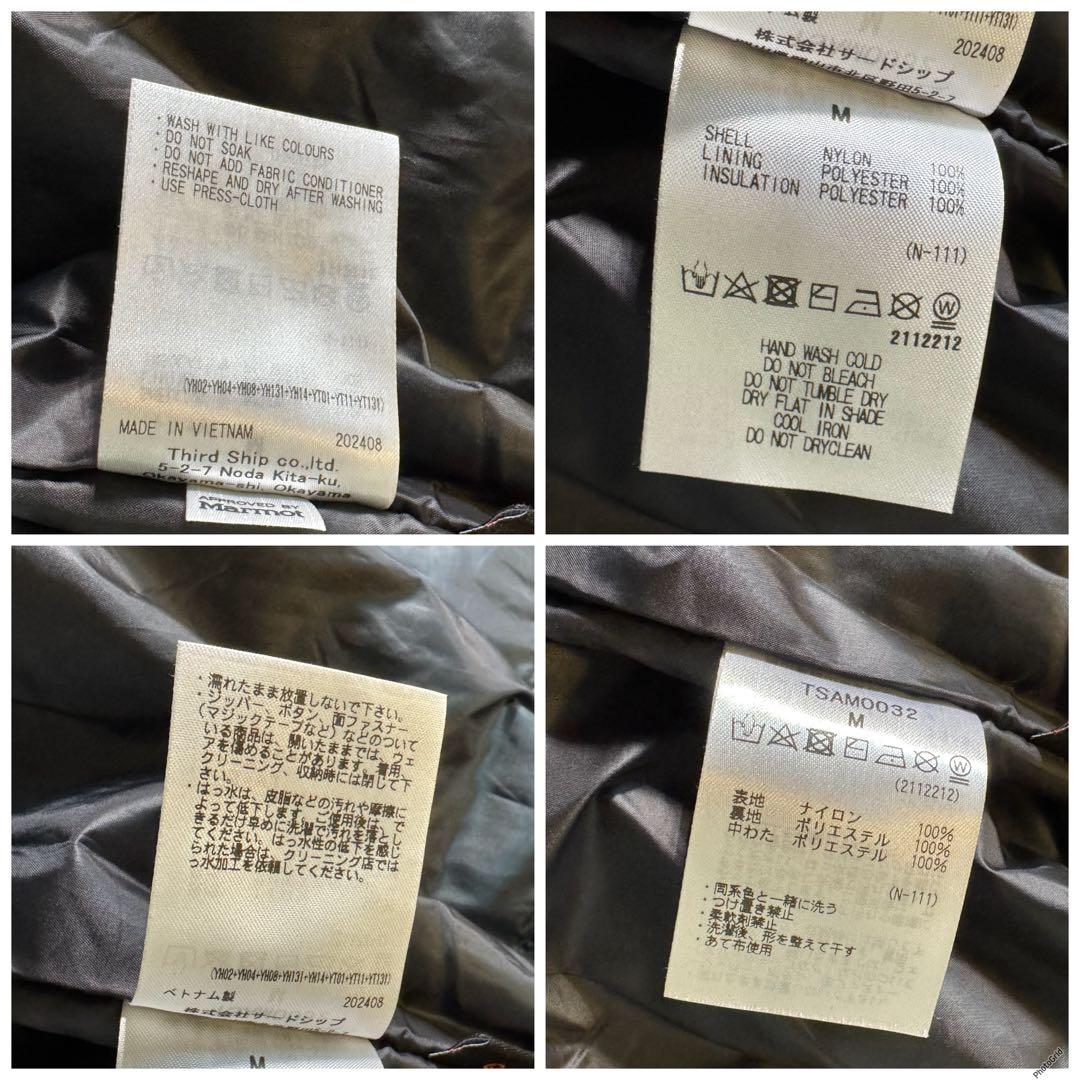 · WASH WITH LIKE COLOURS
· DO NOT SOAK
· DO NOT ADD FABRIC CONDITIONER
· RESHAPE AND DRY AFTER WASHING
· USE PRESS-CLOTH
(YH02+YH04+YH08+YH131+YH14+YT01+YT11+YT131)
MADE IN VIETNAM 202408
Third Ship co.,ltd.
5-2-7 Noda Kita-ku,
Okayama-shi, Okayama
APPROVED BY
Marmot
202408
株式会社サードシップ
野田5-2-7
M
SHELL NYLON 100%
LINING POLYESTER 100%
INSULATION POLYESTER 100%
(N-111)
W
2112212
HAND WASH COLD
DO NOT BLEACH
DO NOT TUMBLE DRY
DRY FLAT IN SHADE
COOL IRON
DO NOT DRYCLEAN
・濡れたまま放置しないで下さい。
・ジッパー、ボタン、面ファスナー
(マジックテープなど)などのついて
いる商品は、開いたままでは、ウェ
アを傷めることがあります。着用、
クリーニング、収納時には閉じて下
さい。
・はっ水は、皮脂などの汚れや摩擦に
よって低下します。ご使用後は、で
きるだけ早めに洗濯で汚れを落とし
てください。はっ水性の低下を感じ
られた場合は、クリーニング店では
っ水加工を依頼してください。
(YH02+YH04+YH08+YH131+YH14+YT01+YT11+YT131)
ベトナム製 202408
株式会社サードシップ
M
TSAM0032
M
W
(2112212)
表地 ナイロン 100%
裏地 ポリエステル 100%
中わた ポリエステル 100%
(N-111)
・同系色と一緒に洗う
・つけ置き禁止
・柔軟剤禁止
・洗濯後、形を整えて干す
・あて布使用
PhotoGrid